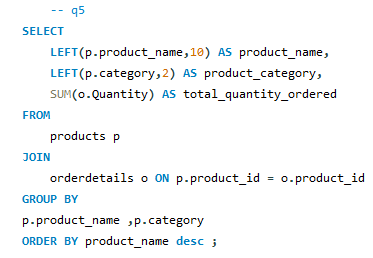 -- q5
SELECT
LEFT(p.product_name,10) AS product_name,
LEFT(p.category,2) AS product_category,
SUM(o.Quantity) AS total_quantity_ordered
FROM
products p
JOIN
orderdetails o ON p.product_id = o.product_id
GROUP BY
p.product_name ,p.category
ORDER BY product_name desc ;